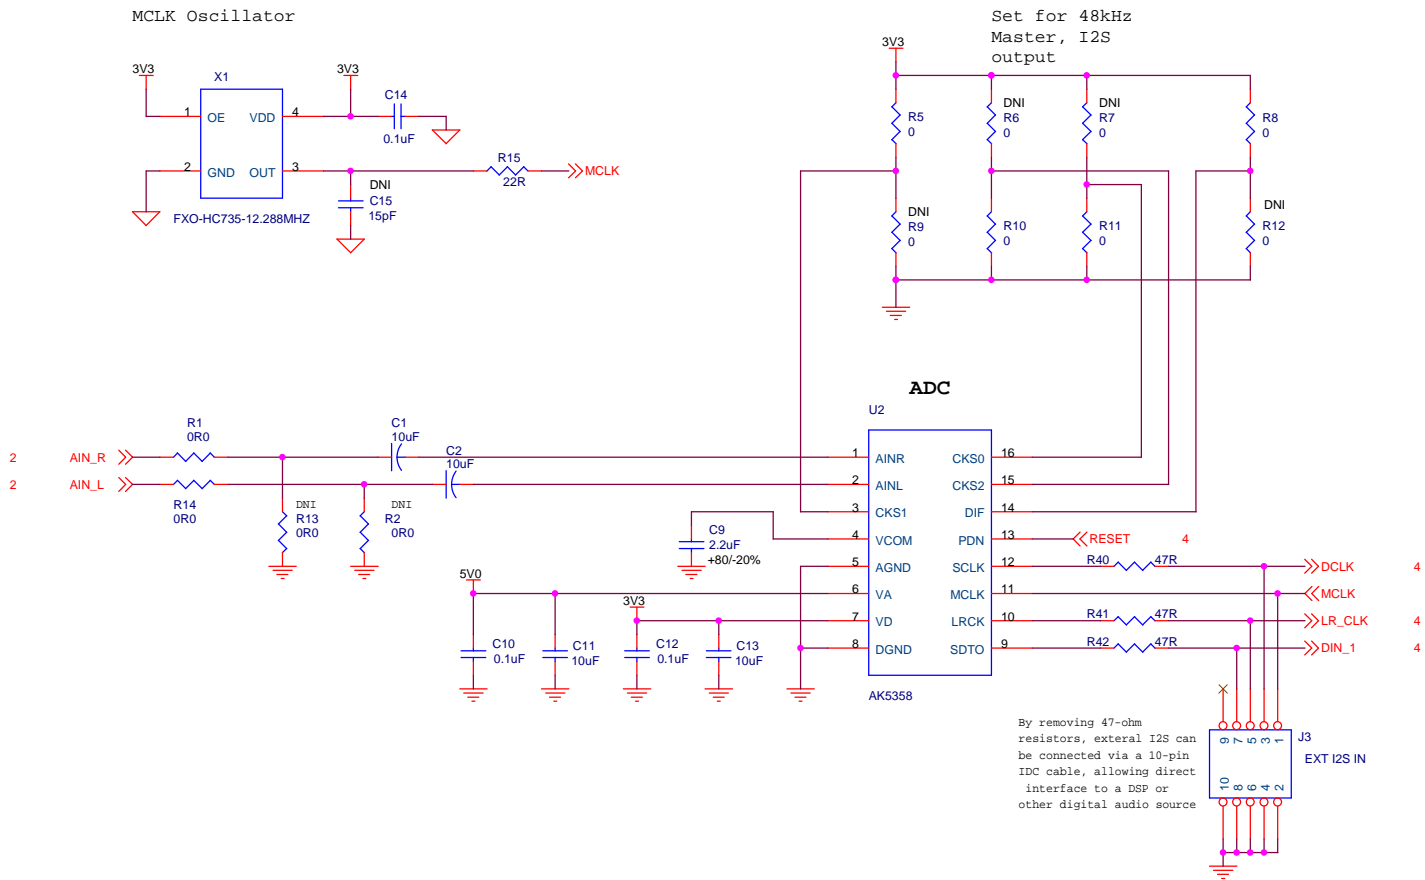 MCLK Oscillator
Set for 48kHz
Master, I2S
output
3V3
3V3
3V3
X1
C14
0.1uF
1
OE
VDD
4
2
GND
OUT
3
FXO-HC735-12.288MHZ
DNI
C15
15pF
R15
22R
MCLK
R5
0
DNI
R6
0
DNI
R7
0
R8
0
DNI
R9
0
R10
0
R11
0
DNI
R12
0
ADC
U2
2
AIN_R
R1
0R0
C1
10uF
2
AIN_L
R14
0R0
C2
10uF
DNI
R13
0R0
DNI
R2
0R0
1
AINR
CKS0
16
2
AINL
CKS2
15
3
CKS1
DIF
14
4
VCOM
PDN
13
5
AGND
SCLK
12
6
VA
MCLK
11
7
VD
LRCK
10
8
DGND
SDTO
9
AK5358
C9
2.2uF
+80/-20%
5V0
3V3
C10
0.1uF
C11
10uF
C12
0.1uF
C13
10uF
RESET
4
R40
47R
DCLK
4
MCLK
R41
47R
LR_CLK
4
R42
47R
DIN_1
4
By removing 47-ohm
resistors, exteral I2S can
be connected via a 10-pin
IDC cable, allowing direct
interface to a DSP or
other digital audio source
J3
EXT I2S IN
9
7
5
3
1
10
8
6
4
2